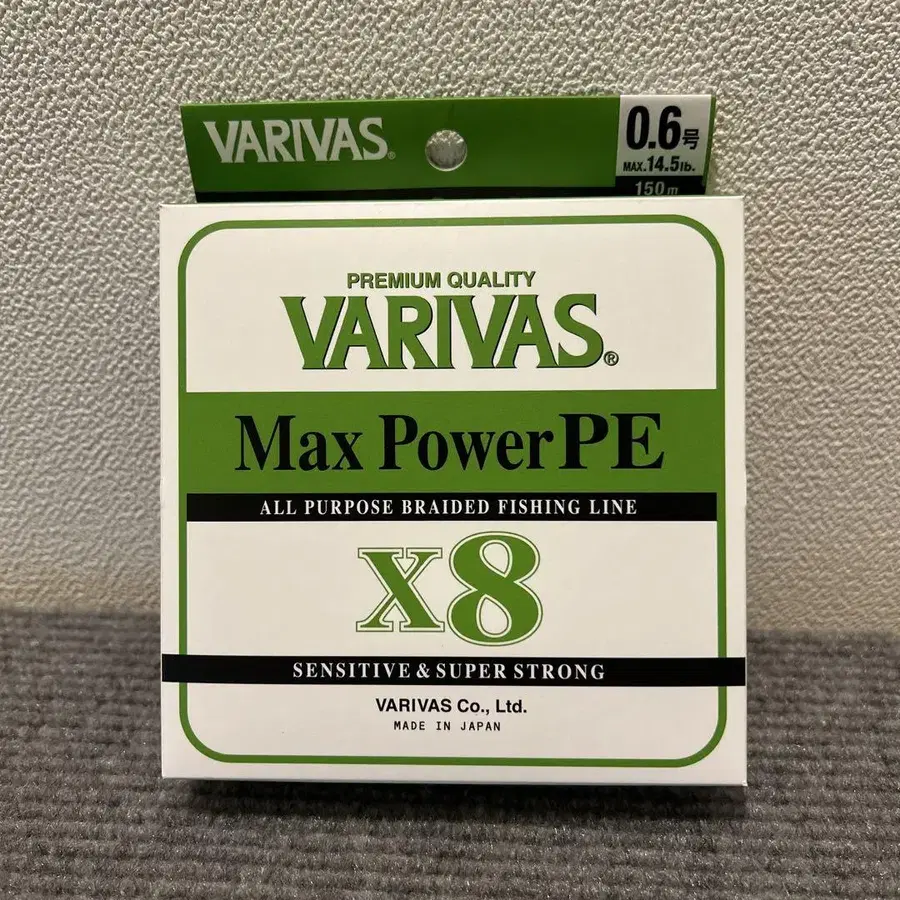 VARIVAS®
0.6号
MAX.14.5lb.
150m
PREMIUM QUALITY
VARIVAS®
Max Power PE
ALL PURPOSE BRAIDED FISHING LINE
X8
SENSITIVE & SUPER STRONG
VARIVAS Co., Ltd.
MADE IN JAPAN